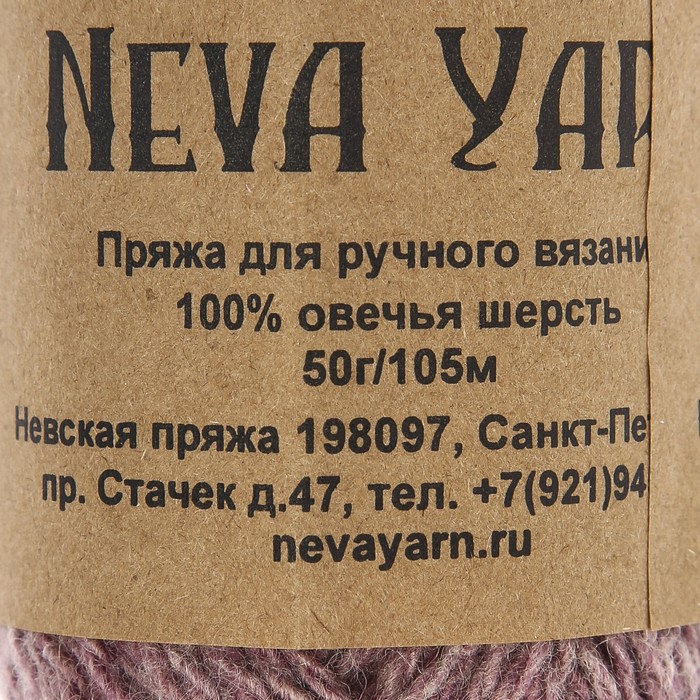 NEVA YAR
Пряжа для ручного вязани
100% овечья шерсть
50г/105м
Невская пряжа 198097, Санкт-Пет
пр. Стачек д.47, тел. +7(921)94
nevayarn.ru